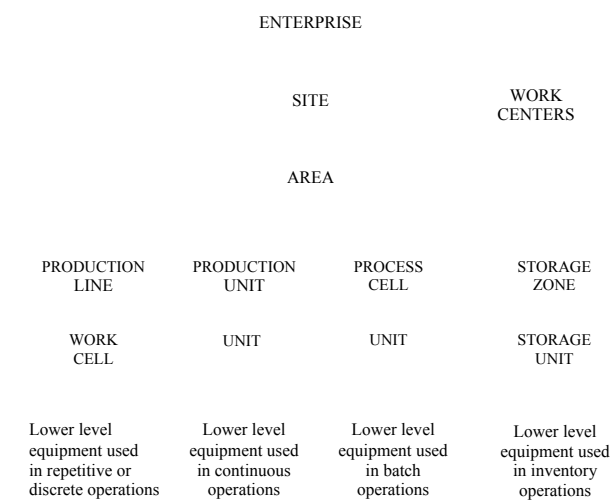 ENTERPRISE
SITE
WORK
CENTERS
AREA
PRODUCTION
LINE
PRODUCTION
UNIT
PROCESS
CELL
STORAGE
ZONE
WORK
CELL
UNIT
UNIT
STORAGE
UNIT
Lower level
equipment used
in repetitive or
discrete operations
Lower level
equipment used
in continuous
operations
Lower level
equipment used
in batch
operations
Lower level
equipment used
in inventory
operations